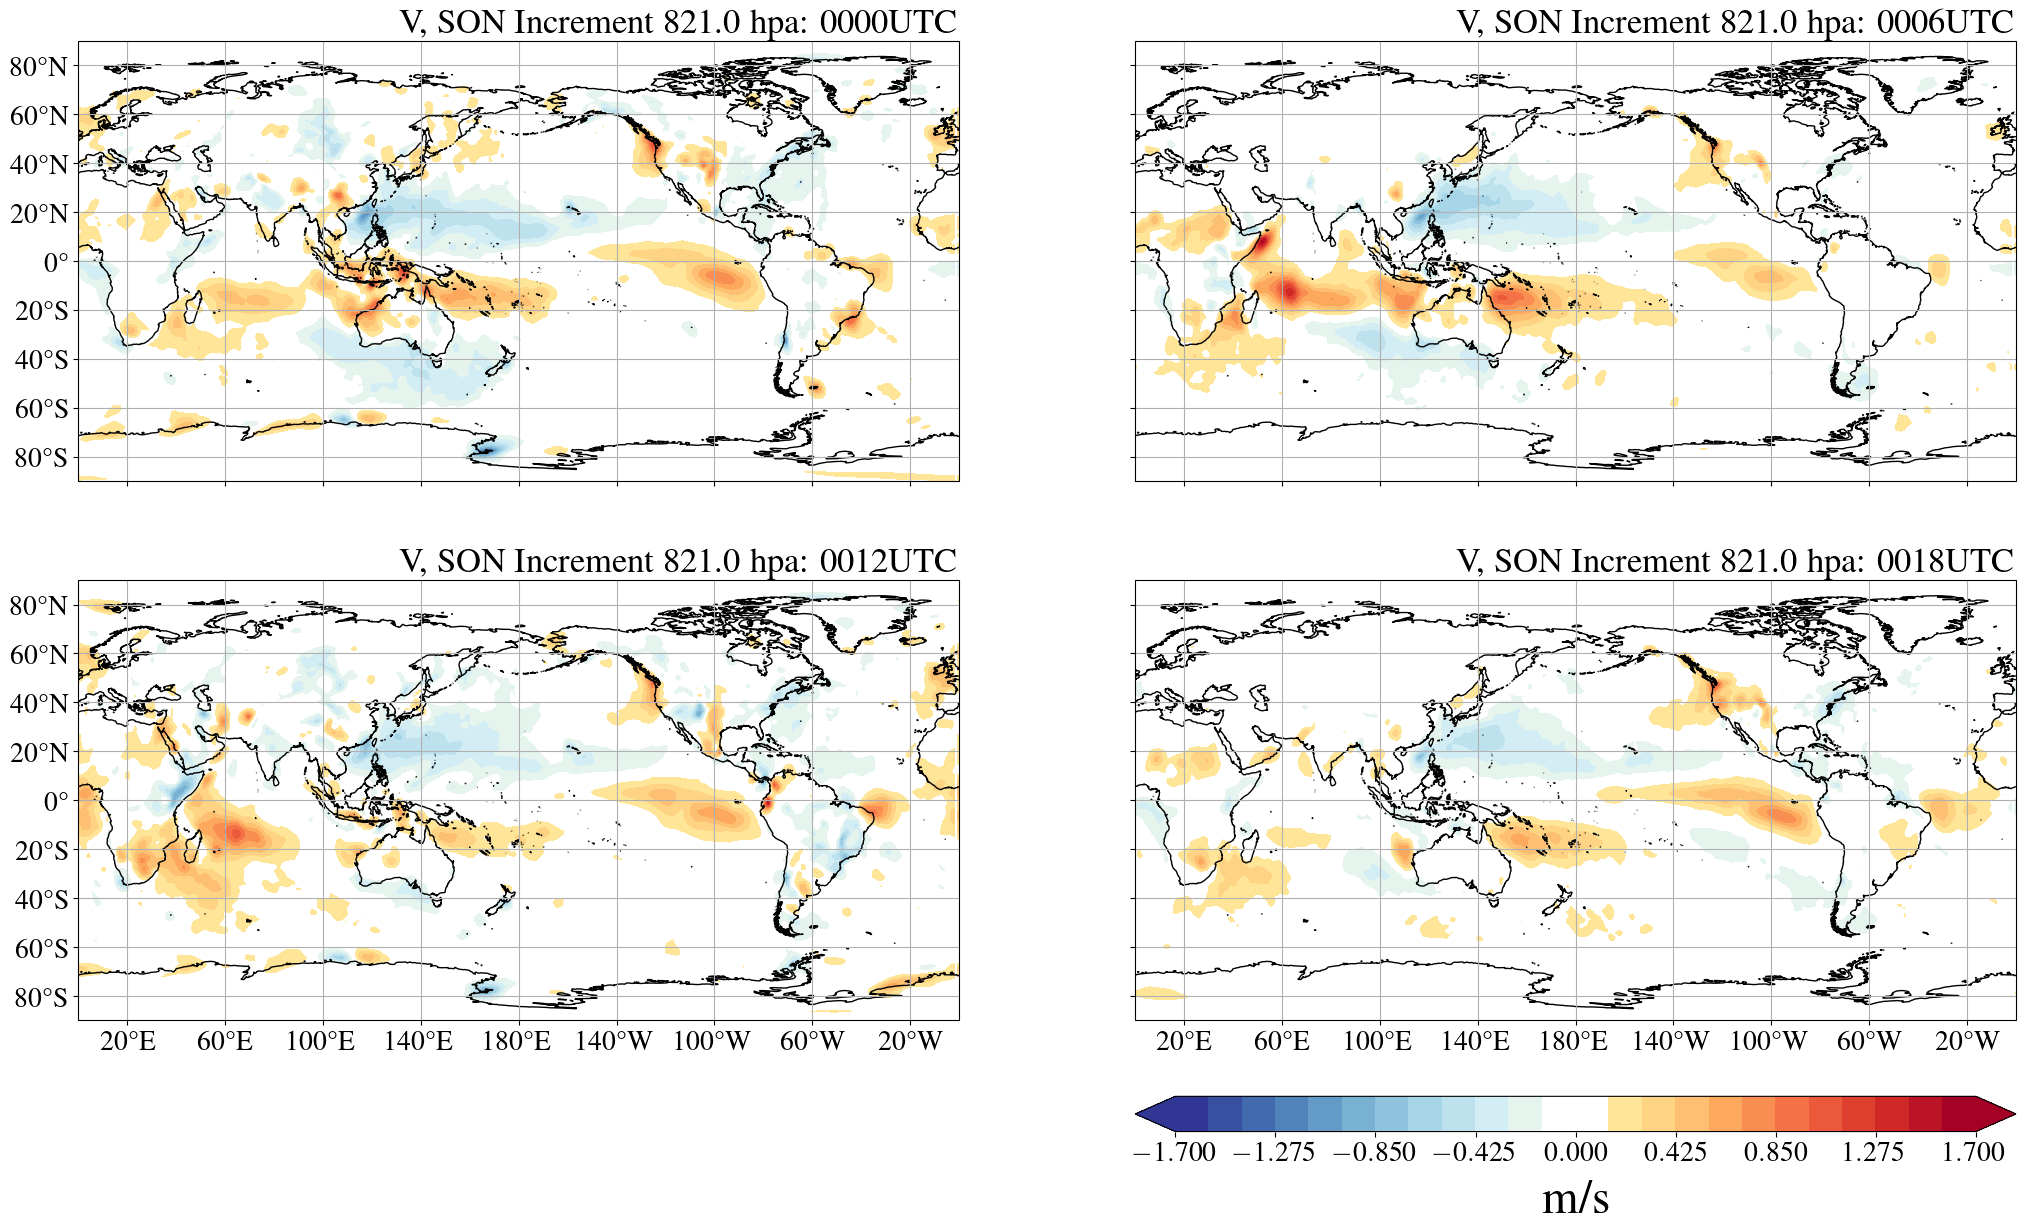 V, SON Increment 821.0 hpa: 0000UTC
V, SON Increment 821.0 hpa: 0006UTC
80°N
60°N
40°N
20°N
0°
20°S
40°S
60°S
80°S
V, SON Increment 821.0 hpa: 0012UTC
V, SON Increment 821.0 hpa: 0018UTC
80°N
60°N
40°N
20°N
0°
20°S
40°S
60°S
80°S
20°E 60°E 100°E 140°E 180°E 140°W 100°W 60°W 20°W
20°E 60°E 100°E 140°E 180°E 140°W 100°W 60°W 20°W
−1.700 −1.275 −0.850 −0.425 0.000 0.425 0.850 1.275 1.700
m/s